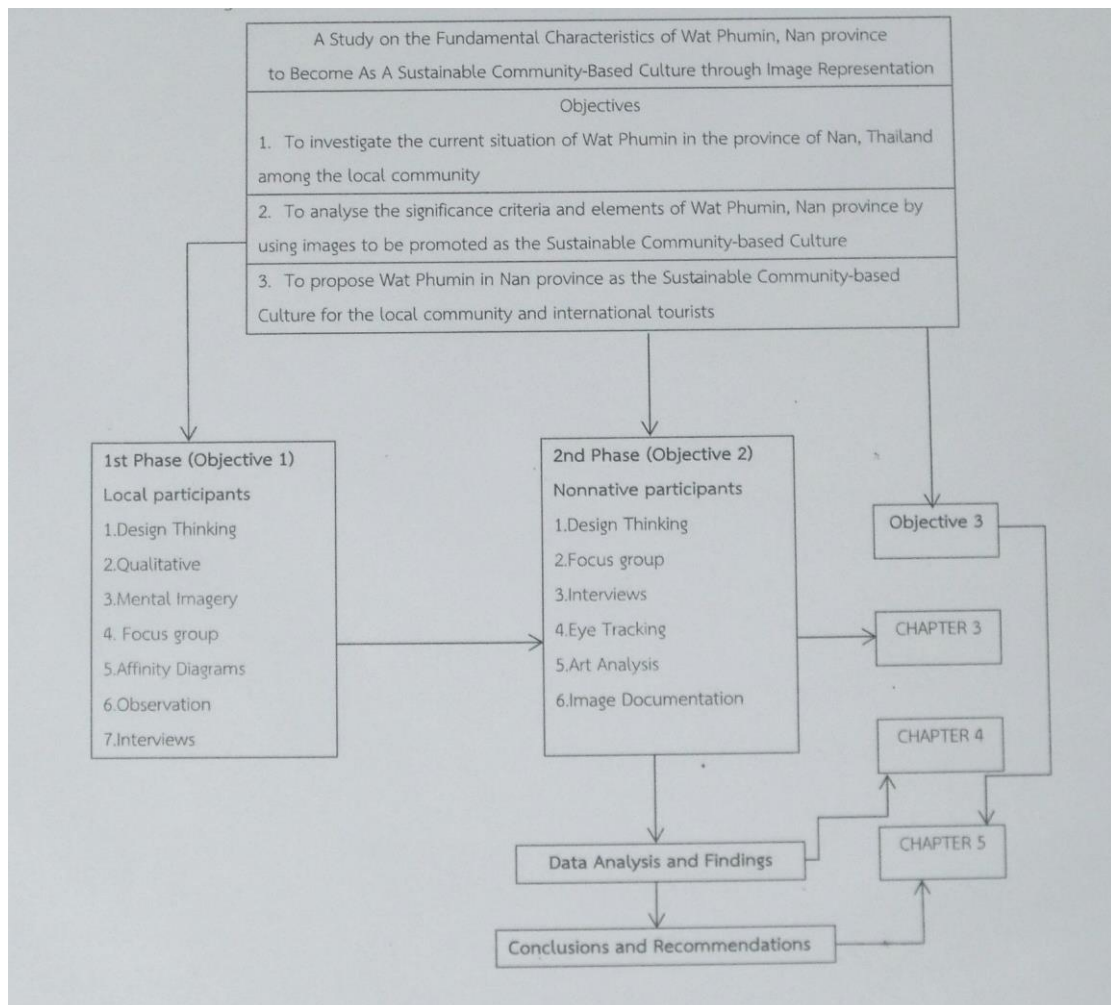 A Study on the Fundamental Characteristics of Wat Phumin, Nan province
to Become As A Sustainable Community-Based Culture through Image Representation
Objectives
1. To investigate the current situation of Wat Phumin in the province of Nan, Thailand
among the local community
2. To analyse the significance criteria and elements of Wat Phumin, Nan province by
using images to be promoted as the Sustainable Community-based Culture
3. To propose Wat Phumin in Nan province as the Sustainable Community-based
Culture for the local community and international tourists
1st Phase (Objective 1)
Local participants
1.Design Thinking
2.Qualitative
3.Mental Imagery
4. Focus group
5.Affinity Diagrams
6.Observation
7.Interviews
2nd Phase (Objective 2)
Nonnative participants
1.Design Thinking
2.Focus group
3.Interviews
4.Eye Tracking
5.Art Analysis
6.Image Documentation
Objective 3
CHAPTER 3
CHAPTER 4
CHAPTER 5
Data Analysis and Findings
Conclusions and Recommendations